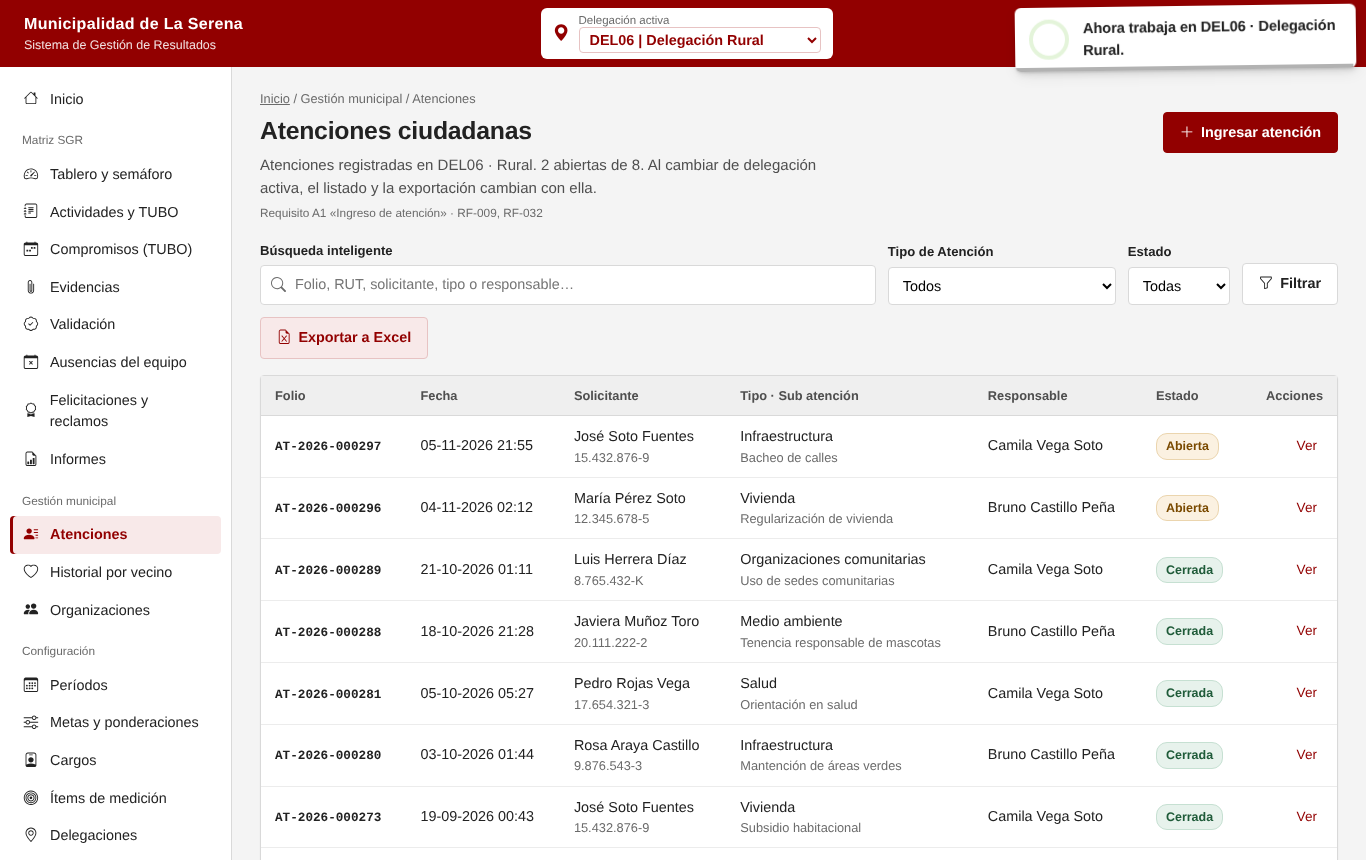 Municipalidad de La Serena
Sistema de Gestión de Resultados
Delegación activa
DEL06 | Delegación Rural
Ahora trabaja en DEL06 · Delegación
Rural.
Inicio
Matriz SGR
Tablero y semáforo
Actividades y TUBO
Compromisos (TUBO)
Evidencias
Validación
Ausencias del equipo
Felicitaciones y
reclamos
Informes
Gestión municipal
Atenciones
Historial por vecino
Organizaciones
Configuración
Períodos
Metas y ponderaciones
Cargos
Ítems de medición
Delegaciones
Inicio / Gestión municipal / Atenciones
Atenciones ciudadanas
Ingresar atención
Atenciones registradas en DEL06 · Rural. 2 abiertas de 8. Al cambiar de delegación
activa, el listado y la exportación cambian con ella.
Requisito A1 «Ingreso de atención» · RF-009, RF-032
Búsqueda inteligente
Folio, RUT, solicitante, tipo o responsable…
Tipo de Atención
Todos
Estado
Todas
Filtrar
Exportar a Excel
Folio Fecha Solicitante Tipo · Sub atención Responsable Estado Acciones
AT-2026-000297 05-11-2026 21:55 José Soto Fuentes Infraestructura Camila Vega Soto Abierta Ver
15.432.876-9 Bacheo de calles
AT-2026-000296 04-11-2026 02:12 María Pérez Soto Vivienda Bruno Castillo Peña Abierta Ver
12.345.678-5 Regularización de vivienda
AT-2026-000289 21-10-2026 01:11 Luis Herrera Díaz Organizaciones comunitarias Camila Vega Soto Cerrada Ver
8.765.432-K Uso de sedes comunitarias
AT-2026-000288 18-10-2026 21:28 Javiera Muñoz Toro Medio ambiente Bruno Castillo Peña Cerrada Ver
20.111.222-2 Tenencia responsable de mascotas
AT-2026-000281 05-10-2026 05:27 Pedro Rojas Vega Salud Camila Vega Soto Cerrada Ver
17.654.321-3 Orientación en salud
AT-2026-000280 03-10-2026 01:44 Rosa Araya Castillo Infraestructura Bruno Castillo Peña Cerrada Ver
9.876.543-3 Mantención de áreas verdes
AT-2026-000273 19-09-2026 00:43 José Soto Fuentes Vivienda Camila Vega Soto Cerrada Ver
15.432.876-9 Subsidio habitacional